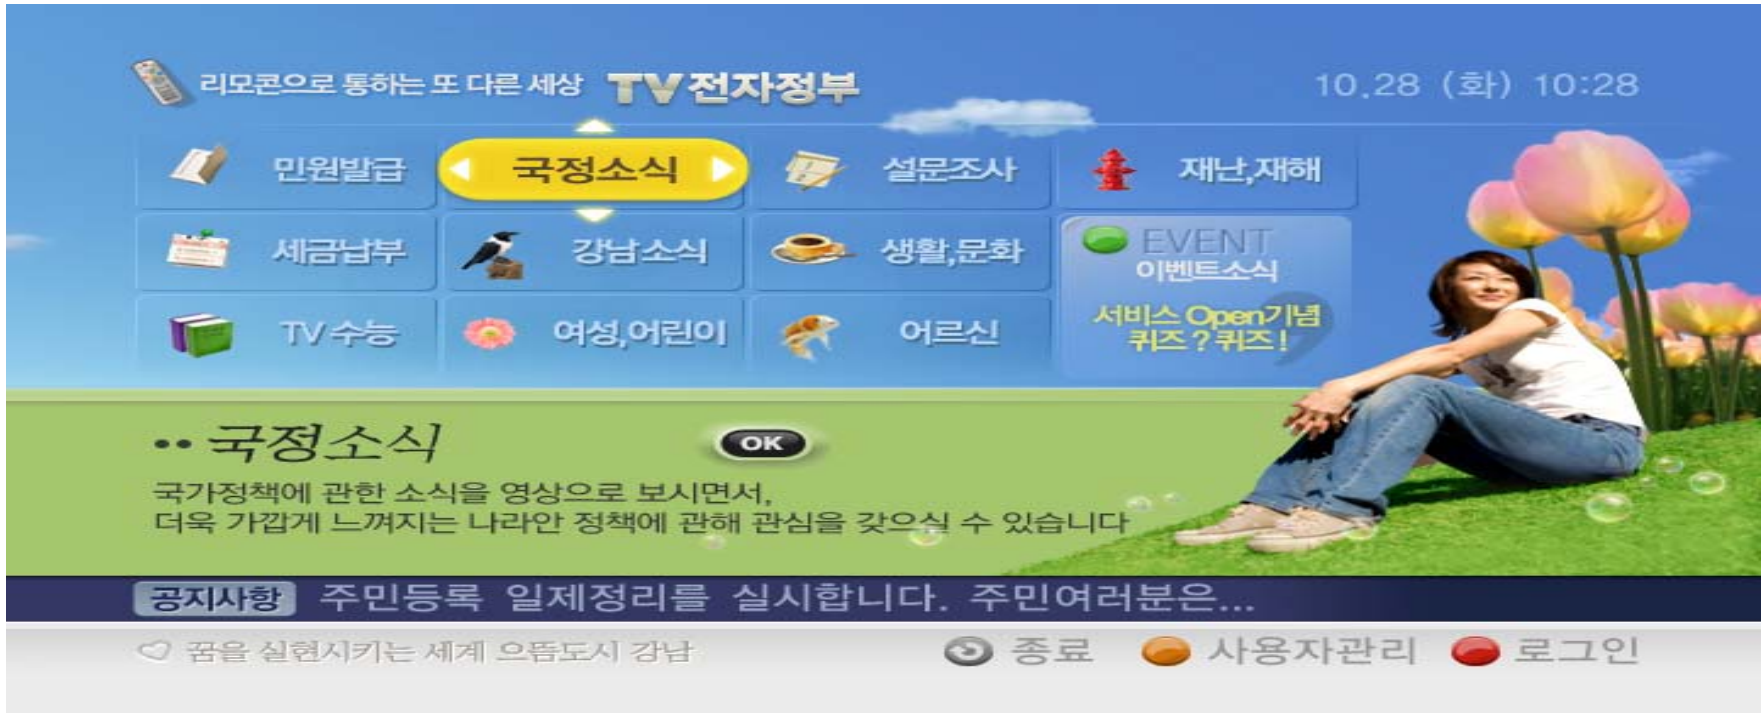 리모콘으로 통하는 또 다른 세상 TV전자정부
10.28 (화) 10:28
민원발급
국정소식
설문조사
재난,재해
세금납부
강남소식
생활,문화
EVENT
이벤트소식
TV수능
여성,어린이
어르신
서비스 Open기념
퀴즈?퀴즈!
•• 국정소식
OK
국가정책에 관한 소식을 영상으로 보시면서,
더욱 가깝게 느껴지는 나라안 정책에 관해 관심을 갖으실 수 있습니다
공지사항 주민등록 일제정리를 실시합니다. 주민여러분은...
꿈을 실현시키는 세계 으뜸도시 강남
종료 사용자관리 로그인